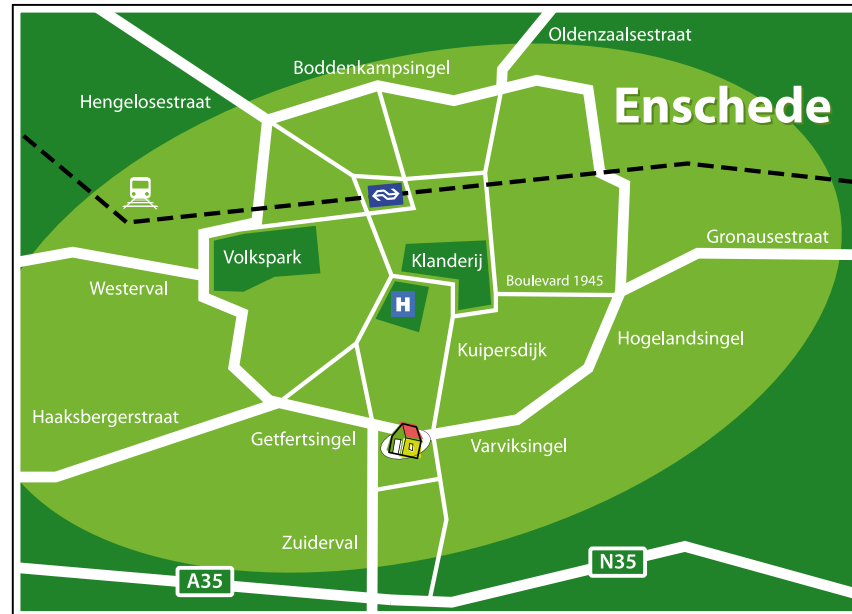 Oldenzaalsestraat
Boddenkampsingel
Hengelosestraat
Enschede
Gronausestraat
Volkspark
Klanderij
Boulevard 1945
Westerval
H
Hogelandsingel
Kuipersdijk
Haaksbergerstraat
Getfertsingel
Varviksingel
Zuiderval
N35
A35